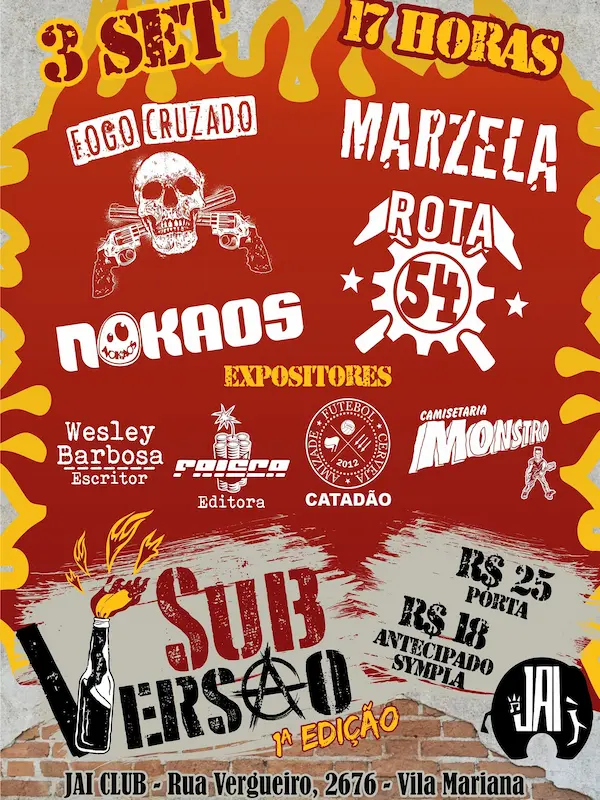 3 SET
17 HORAS
FOGO CRUZADO
MARZELA
ROTA
54
NOKAOS
NOKAOS
EXPOSITORES
Wesley
Barbosa
Escritor
FAISCA
Editora
AMIZADE FUTEBOL CERVEJA
2012
CATADÃO
CAMISETARIA
MONSTRO
SUB
VERSÃO
1ª EDIÇÃO
R$ 25
PORTA
R$ 18
ANTECIPADO
SYMPLA
JAI
JAI CLUB - Rua Vergueiro, 2676 - Vila Mariana